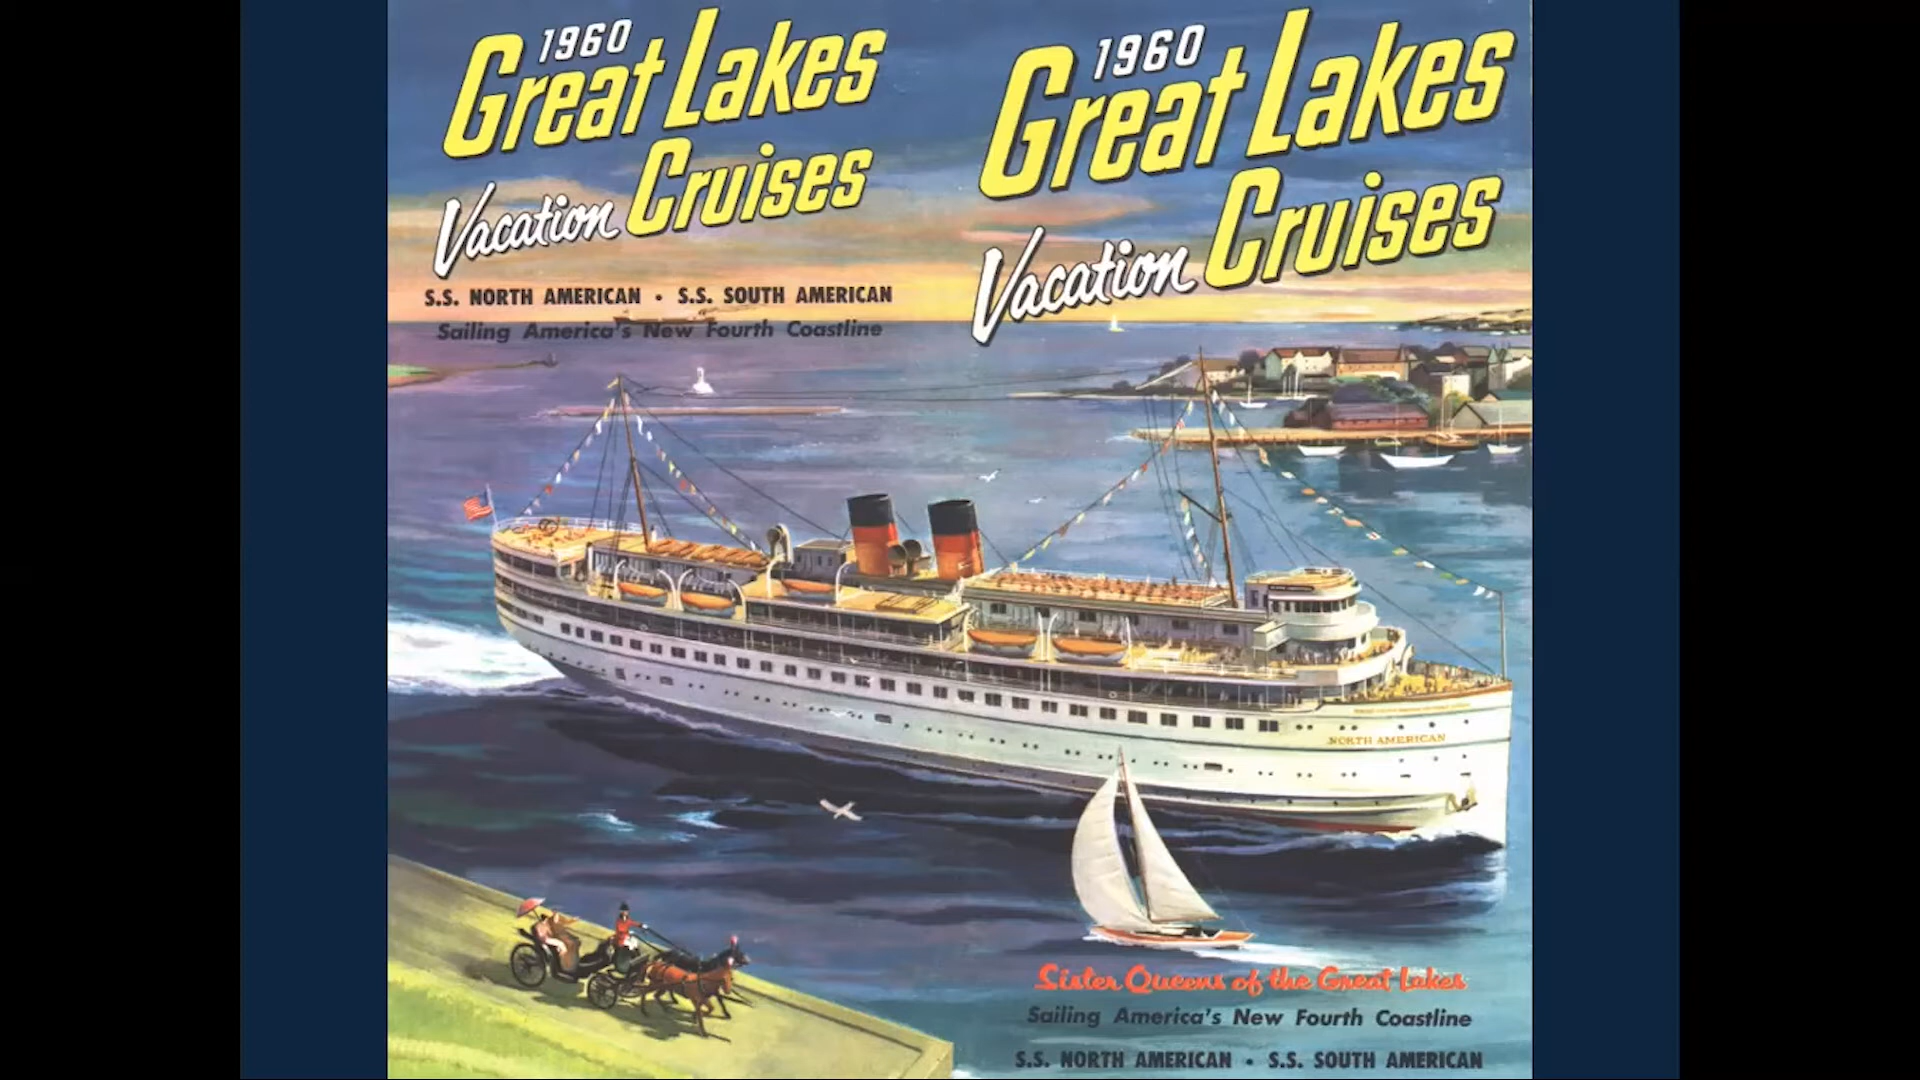 1960
Great Lakes
Vacation Cruises
S.S. NORTH AMERICAN • S.S. SOUTH AMERICAN
Sailing America's New Fourth Coastline
1960
Great Lakes
Vacation Cruises
NORTH AMERICAN
Sister Queens of the Great Lakes
Sailing America's New Fourth Coastline
S.S. NORTH AMERICAN • S.S. SOUTH AMERICAN